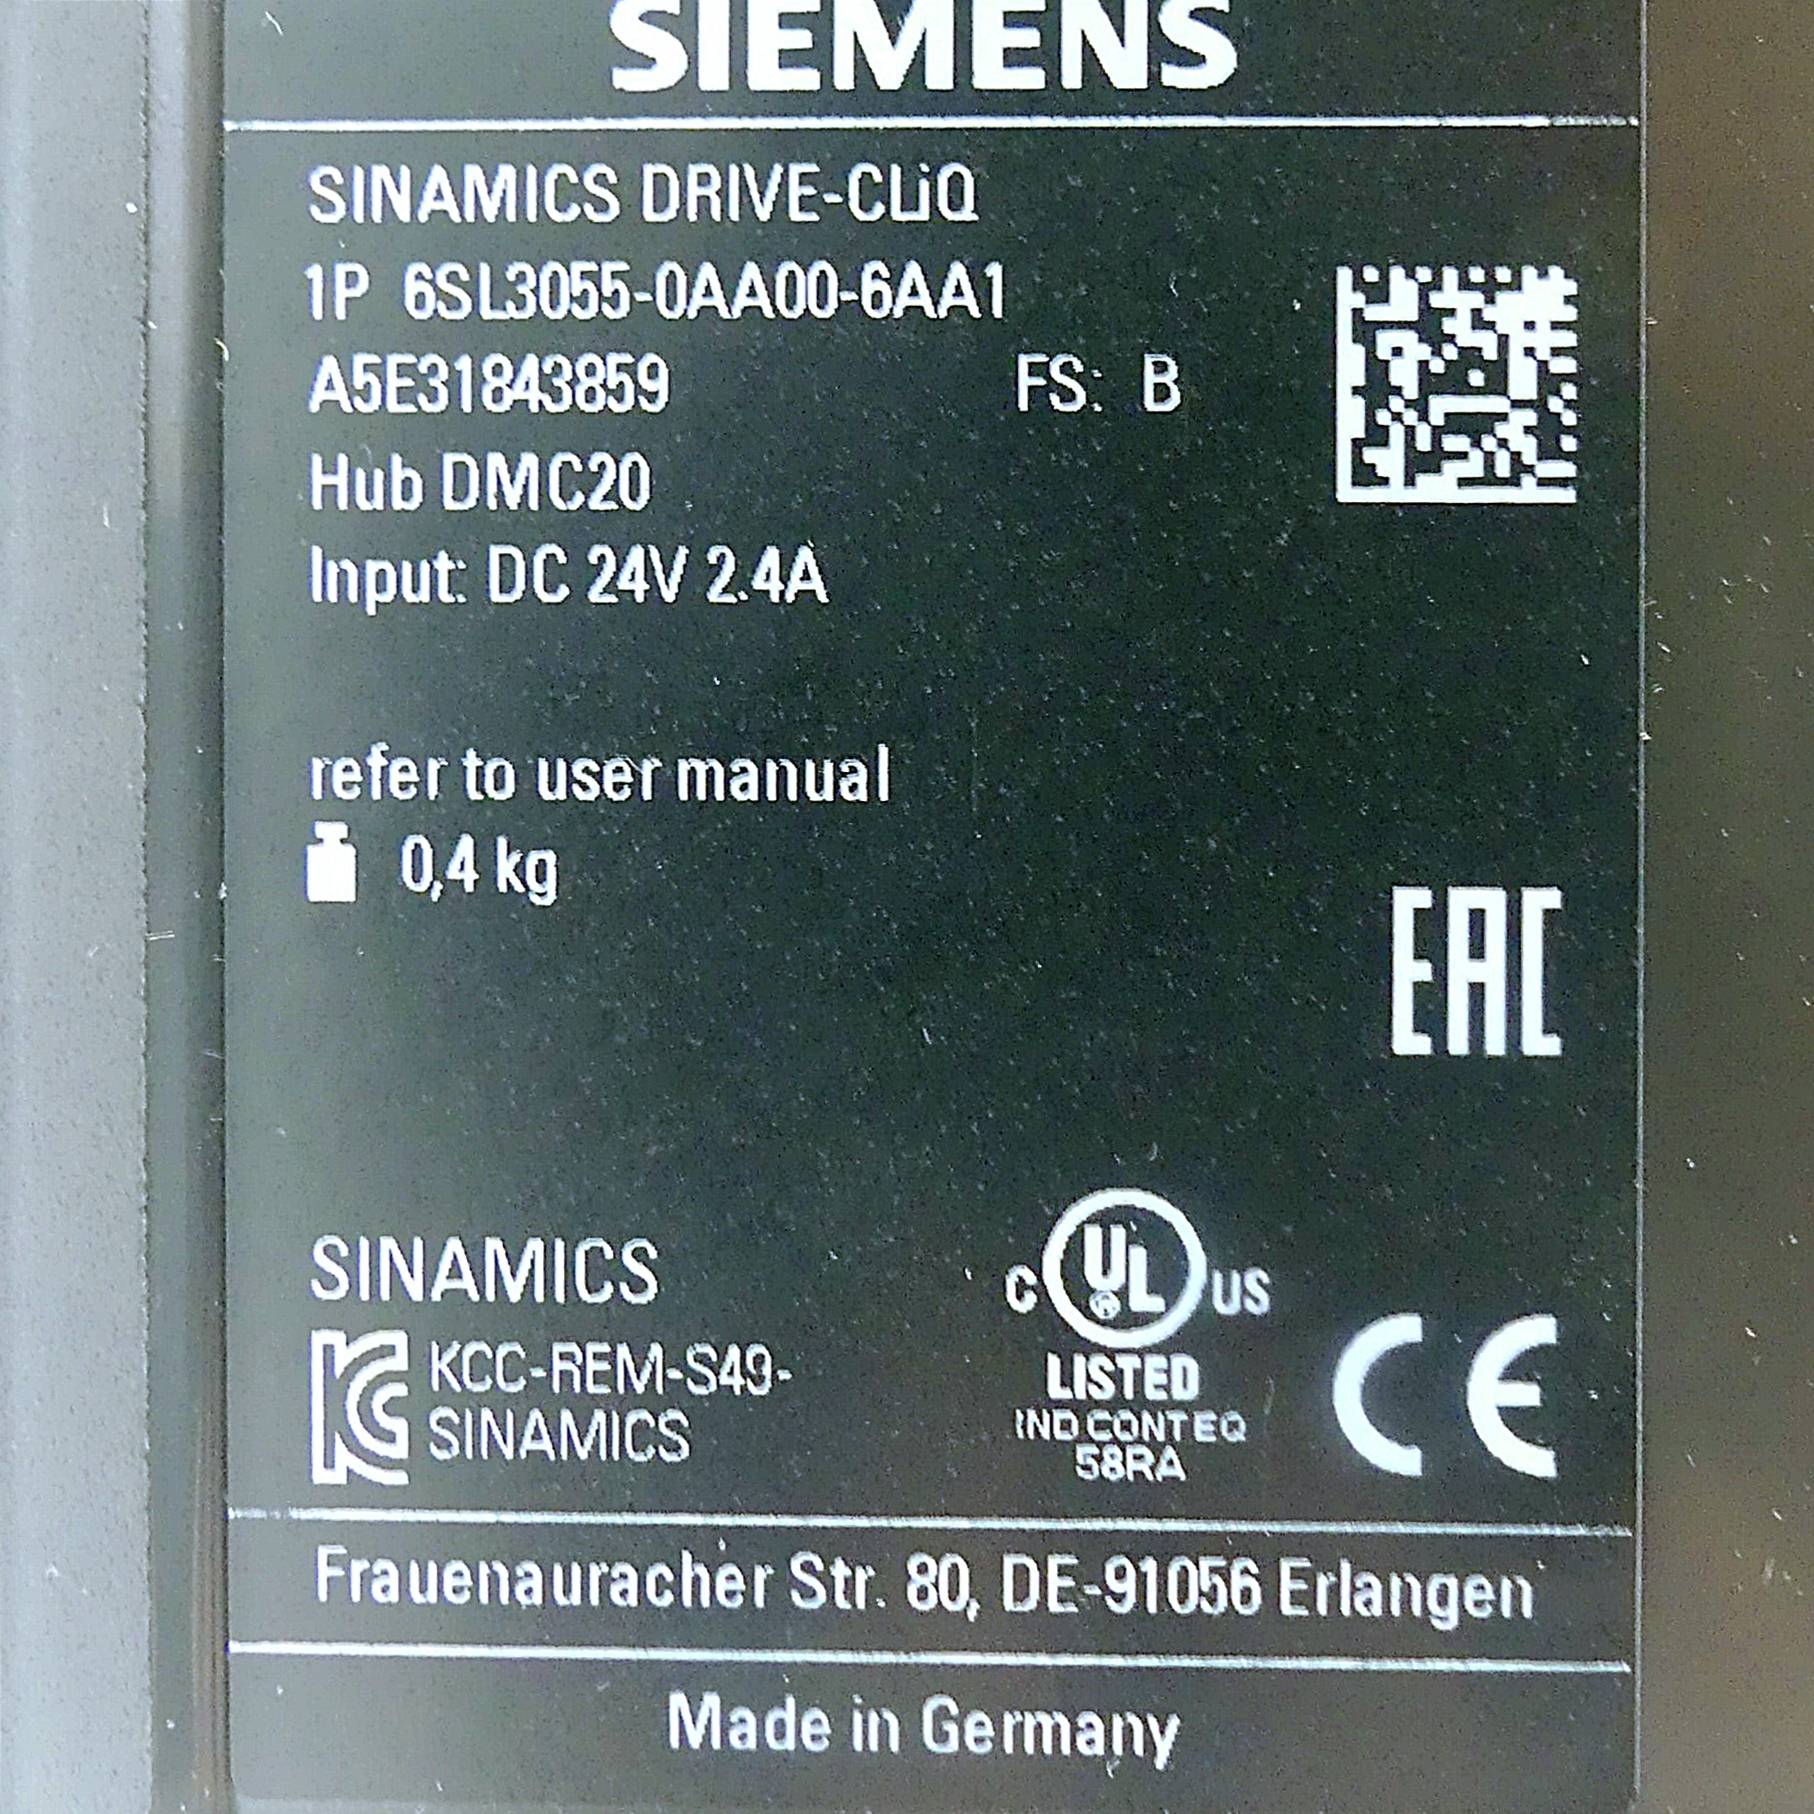 SIEMENS
SINAMICS DRIVE-CLiQ
1P 6SL3055-0AA00-6AA1
A5E31843859 FS: B
Hub DMC20
Input: DC 24V 2.4A
refer to user manual
0,4 kg
EAC
SINAMICS
KCC-REM-S49-
SINAMICS
C UL US
LISTED
IND CONT EQ
58RA
CE
Frauenauracher Str. 80, DE-91056 Erlangen
Made in Germany